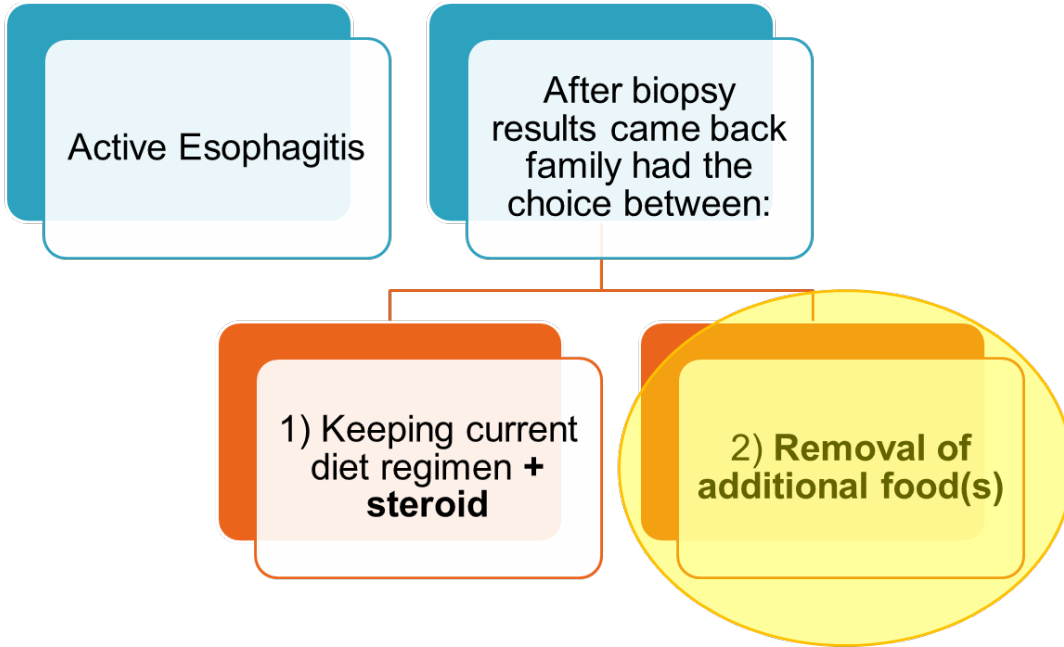 Active Esophagitis
After biopsy
results came back
family had the
choice between:
1) Keeping current
diet regimen +
steroid
2) Removal of
additional food(s)